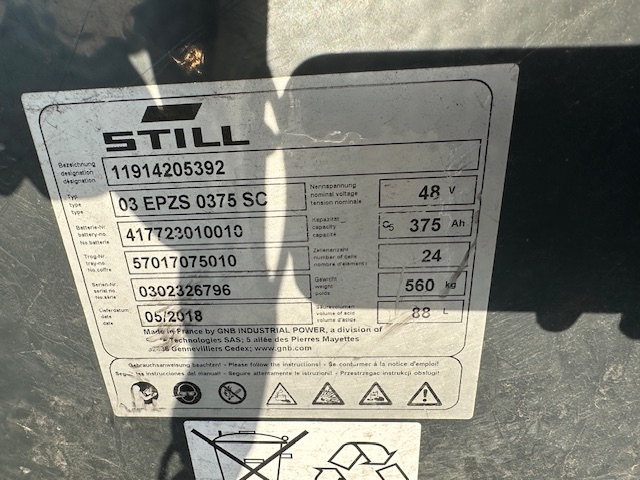 STILL
Bezeichnung
designation
désignation
11914205392
Typ
type
type
03 EPZS 0375 SC
Nennspannung
nominal voltage
tension nominale
48 V
Batterie-Nr
battery-no.
No.batterie
417723010010
Kapazität
capacity
capacité
C5 375 Ah
Trog-Nr
tray-no.
No.coffre
57017075010
Zellenanzahl
number of cells
nombre d'éléments
24
Serien-nr
serial-no.
No.série
0302326796
Gewicht
weight
poids
560 kg
Lieferdatum
date
date
05/2018
Säurevolumen
volume of acid
volume d'acide
88 L
Made in France by GNB INDUSTRIAL POWER, a division of
Technologies SAS; 5 allée des Pierres Mayettes
Gennevilliers Cedex; www.gnb.com
Gebrauchsanweisung beachten! - Please follow the instructions! - Se conformer à la notice d'emploi!
las instrucciones del manual! - Seguire attentamente le istruzioni! - Przestrzegac instrukcji obslugi!